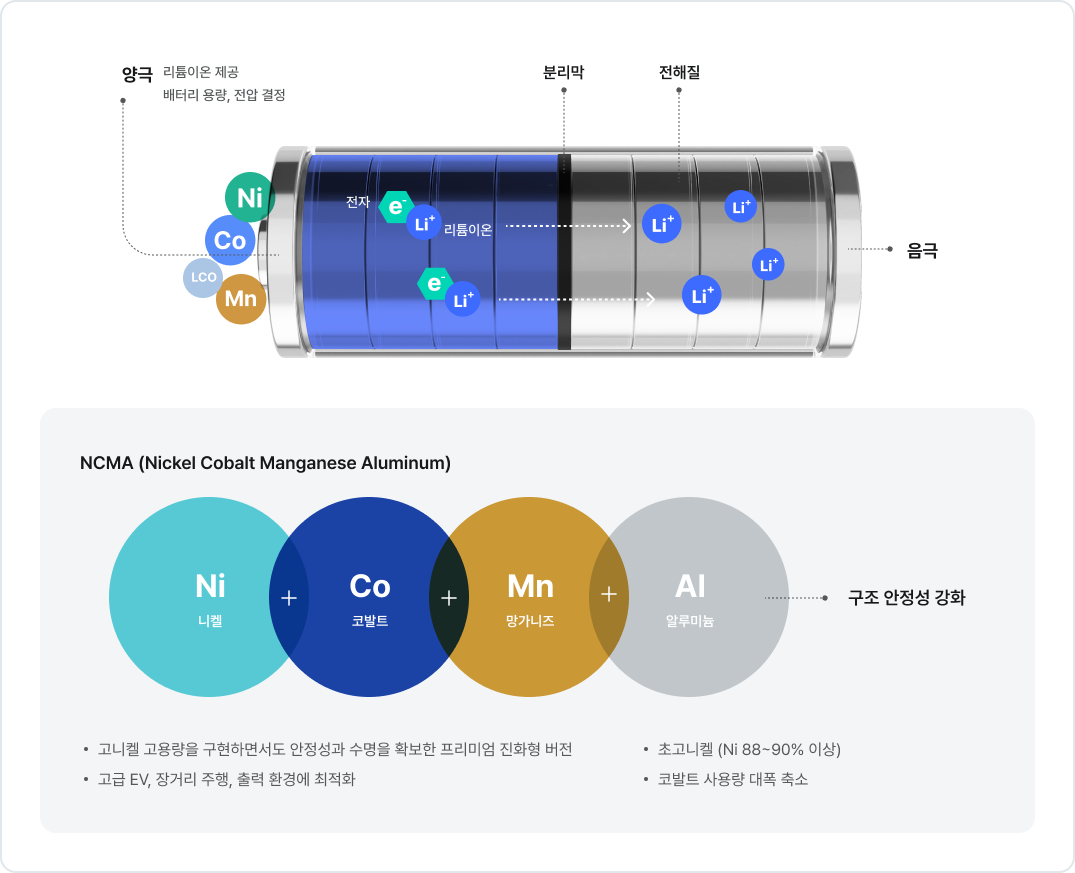 양극
리튬이온 제공
배터리 용량, 전압 결정
분리막
전해질
Ni
Co
LCO
Mn
전자
e-
Li+
리튬이온
e-
Li+
Li+
Li+
Li+
Li+
음극
NCMA (Nickel Cobalt Manganese Aluminum)
Ni
니켈
+
Co
코발트
+
Mn
망가니즈
+
Al
알루미늄
구조 안정성 강화
• 고니켈 고용량을 구현하면서도 안정성과 수명을 확보한 프리미엄 진화형 버전
• 고급 EV, 장거리 주행, 출력 환경에 최적화
• 초고니켈 (Ni 88~90% 이상)
• 코발트 사용량 대폭 축소